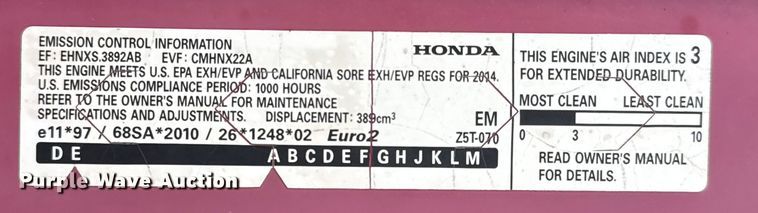 EMISSION CONTROL INFORMATION
HONDA
EF: EHNXS.3892AB EVF: CMHNX22A
THIS ENGINE MEETS U.S. EPA EXH/EVP AND CALIFORNIA SORE EXH/EVP REGS FOR 2014.
U.S. EMISSIONS COMPLIANCE PERIOD: 1000 HOURS
REFER TO THE OWNER'S MANUAL FOR MAINTENANCE
SPECIFICATIONS AND ADJUSTMENTS. DISPLACEMENT: 389cm³
EM
e11*97 / 68SA*2010 / 26*1248*02 Euro2
Z5T-070
D E A B C D E F G H J K L M
THIS ENGINE'S AIR INDEX IS 3
FOR EXTENDED DURABILITY.
MOST CLEAN LEAST CLEAN
0 3 10
READ OWNER'S MANUAL
FOR DETAILS.
Purple Wave Auction